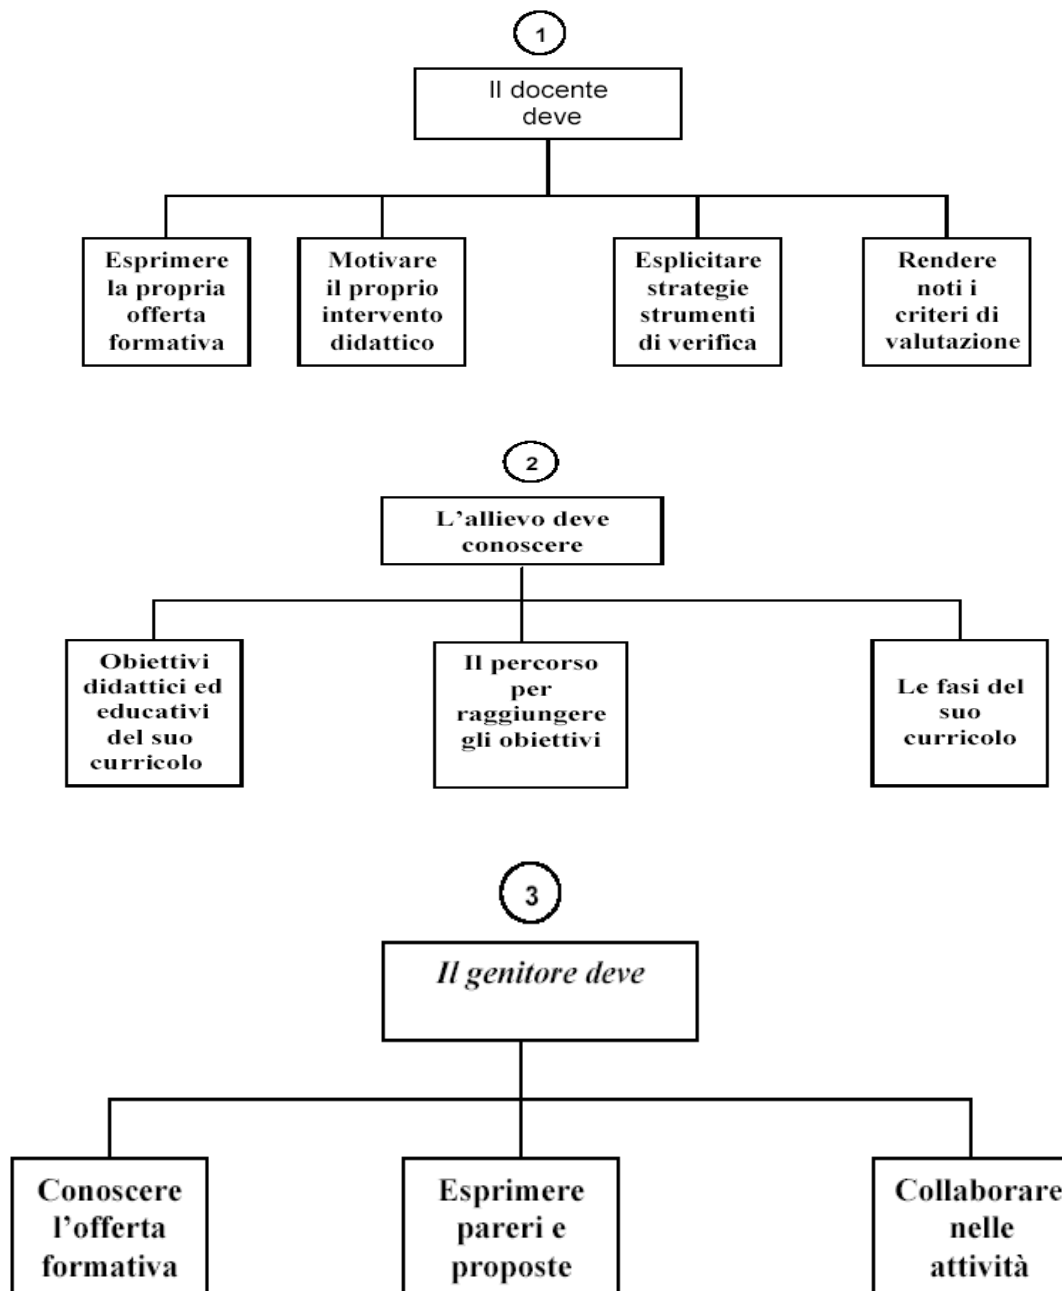 1
Il docente
deve
Esprimere
la propria
offerta
formativa
Motivare
il proprio
intervento
didattico
Esplicitare
strategie
strumenti
di verifica
Rendere
noti i
criteri di
valutazione
2
L’allievo deve
conoscere
Obiettivi
didattici ed
educativi
del suo
curricolo
Il percorso
per
raggiungere
gli obiettivi
Le fasi del
suo
curricolo
3
Il genitore deve
Conoscere
l’offerta
formativa
Esprimere
pareri e
proposte
Collaborare
nelle
attività